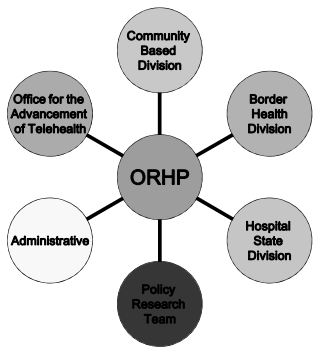 Community
Based
Division
Office for the
Advancement
of Telehealth
Border
Health
Division
ORHP
Administrative
Hospital
State
Division
Policy
Research
Team